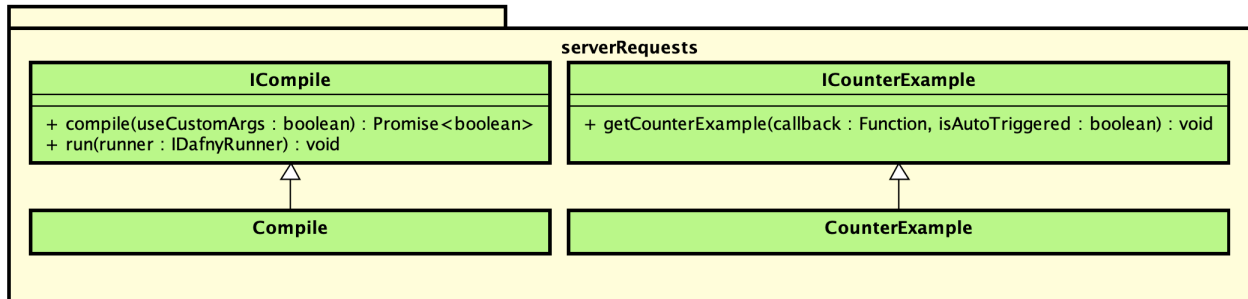 serverRequests
ICompile
+ compile(useCustomArgs : boolean) : Promise<boolean>
+ run(runner : IDafnyRunner) : void
Compile
ICounterExample
+ getCounterExample(callback : Function, isAutoTriggered : boolean) : void
CounterExample